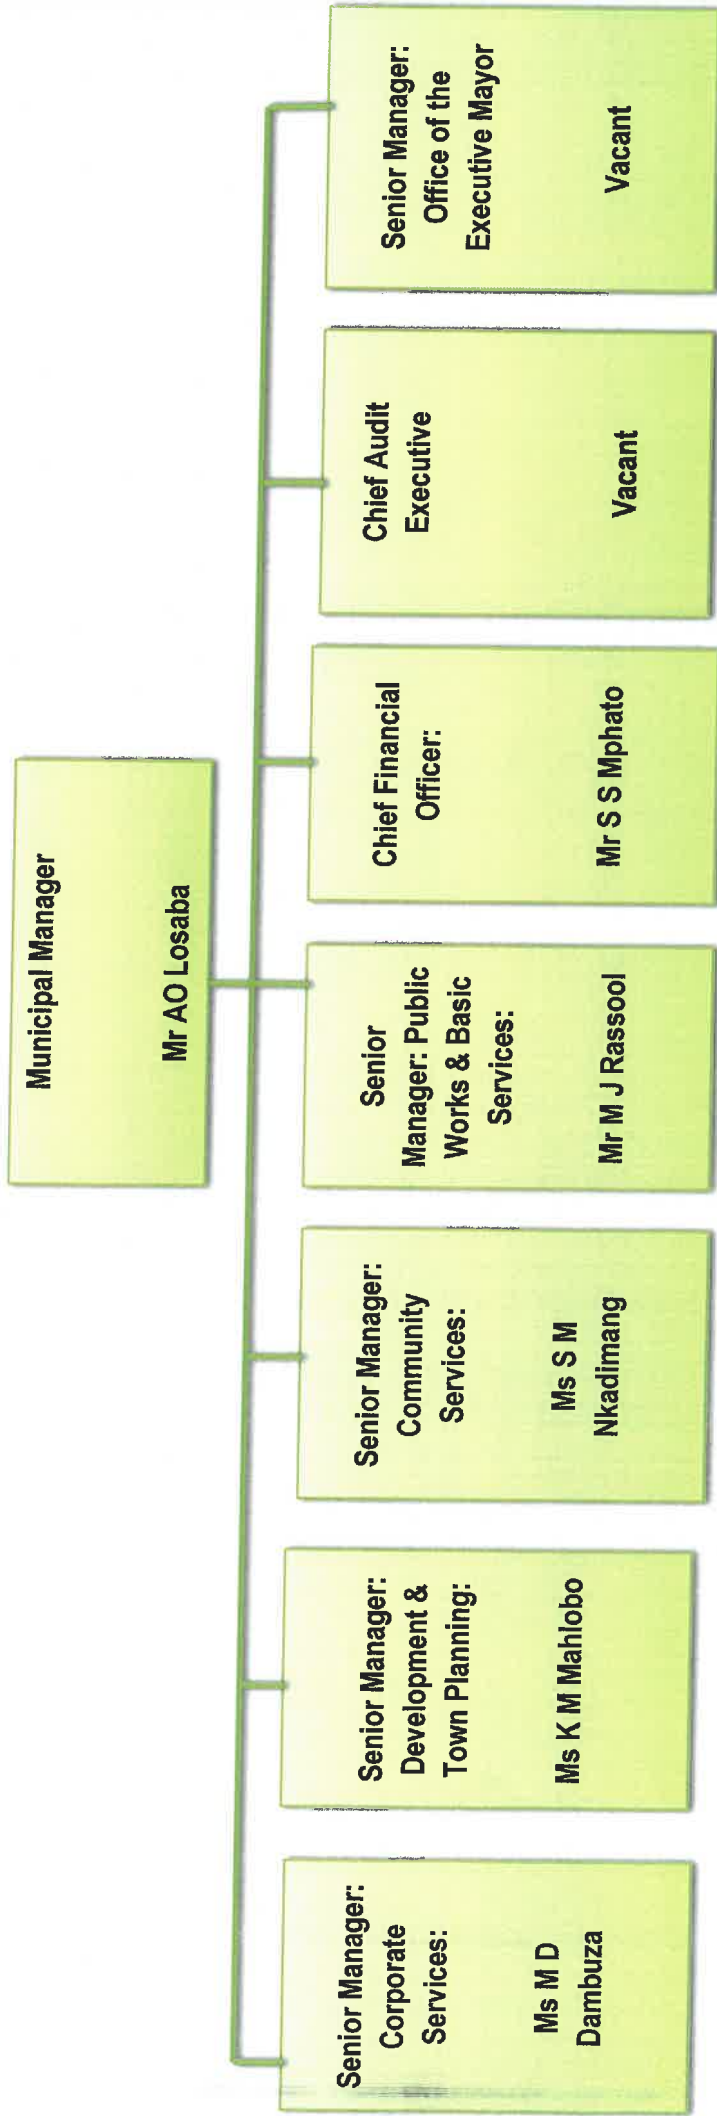 Municipal Manager
Mr AO Losaba
Senior Manager:
Corporate
Services:
Ms M D
Dambuza
Senior Manager:
Development &
Town Planning:
Ms K M Mahlobo
Senior Manager:
Community
Services:
Ms S M
Nkadimang
Senior
Manager: Public
Works & Basic
Services:
Mr M J Rassool
Chief Financial
Officer:
Mr S S Mphato
Chief Audit
Executive
Vacant
Senior Manager:
Office of the
Executive Mayor
Vacant